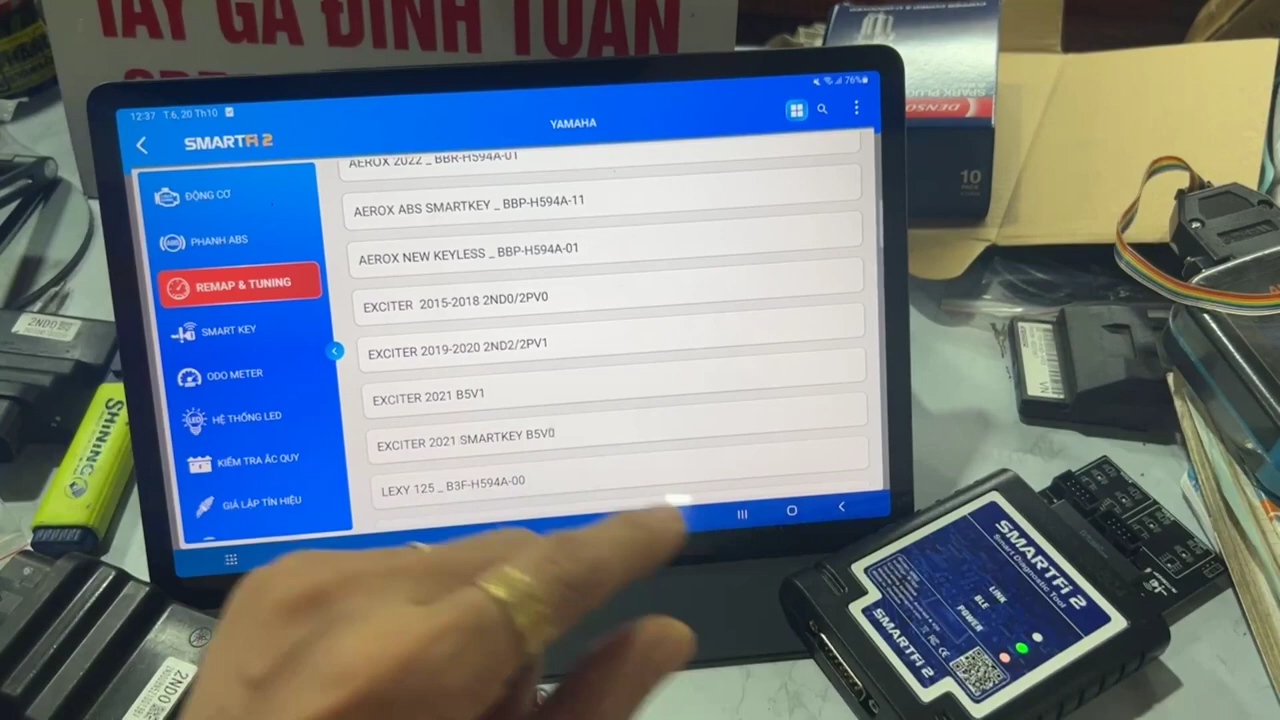 TAY GA ĐÌNH TUẤN
12:37 T.6, 20 Th10
76%
SMARTFI 2
YAMAHA
ĐỘNG CƠ
PHANH ABS
REMAP & TUNING
SMART KEY
ODO METER
HỆ THỐNG LED
KIỂM TRA ẮC QUY
GIẢ LẬP TÍN HIỆU
AEROX 2022 _ BBR-H594A-01
AEROX ABS SMARTKEY _ BBP-H594A-11
AEROX NEW KEYLESS _ BBP-H594A-01
EXCITER 2015-2018 2ND0/2PV0
EXCITER 2019-2020 2ND2/2PV1
EXCITER 2021 B5V1
EXCITER 2021 SMARTKEY B5V
LEXY 125 _ B3F-H594A-00
DENSO
10
PACK
2ND0
SHINING
2ND0
VN
SMARTFi 2
Smart Diagnostic Tool
LINK
BLE
POWER
SMARTFi 2